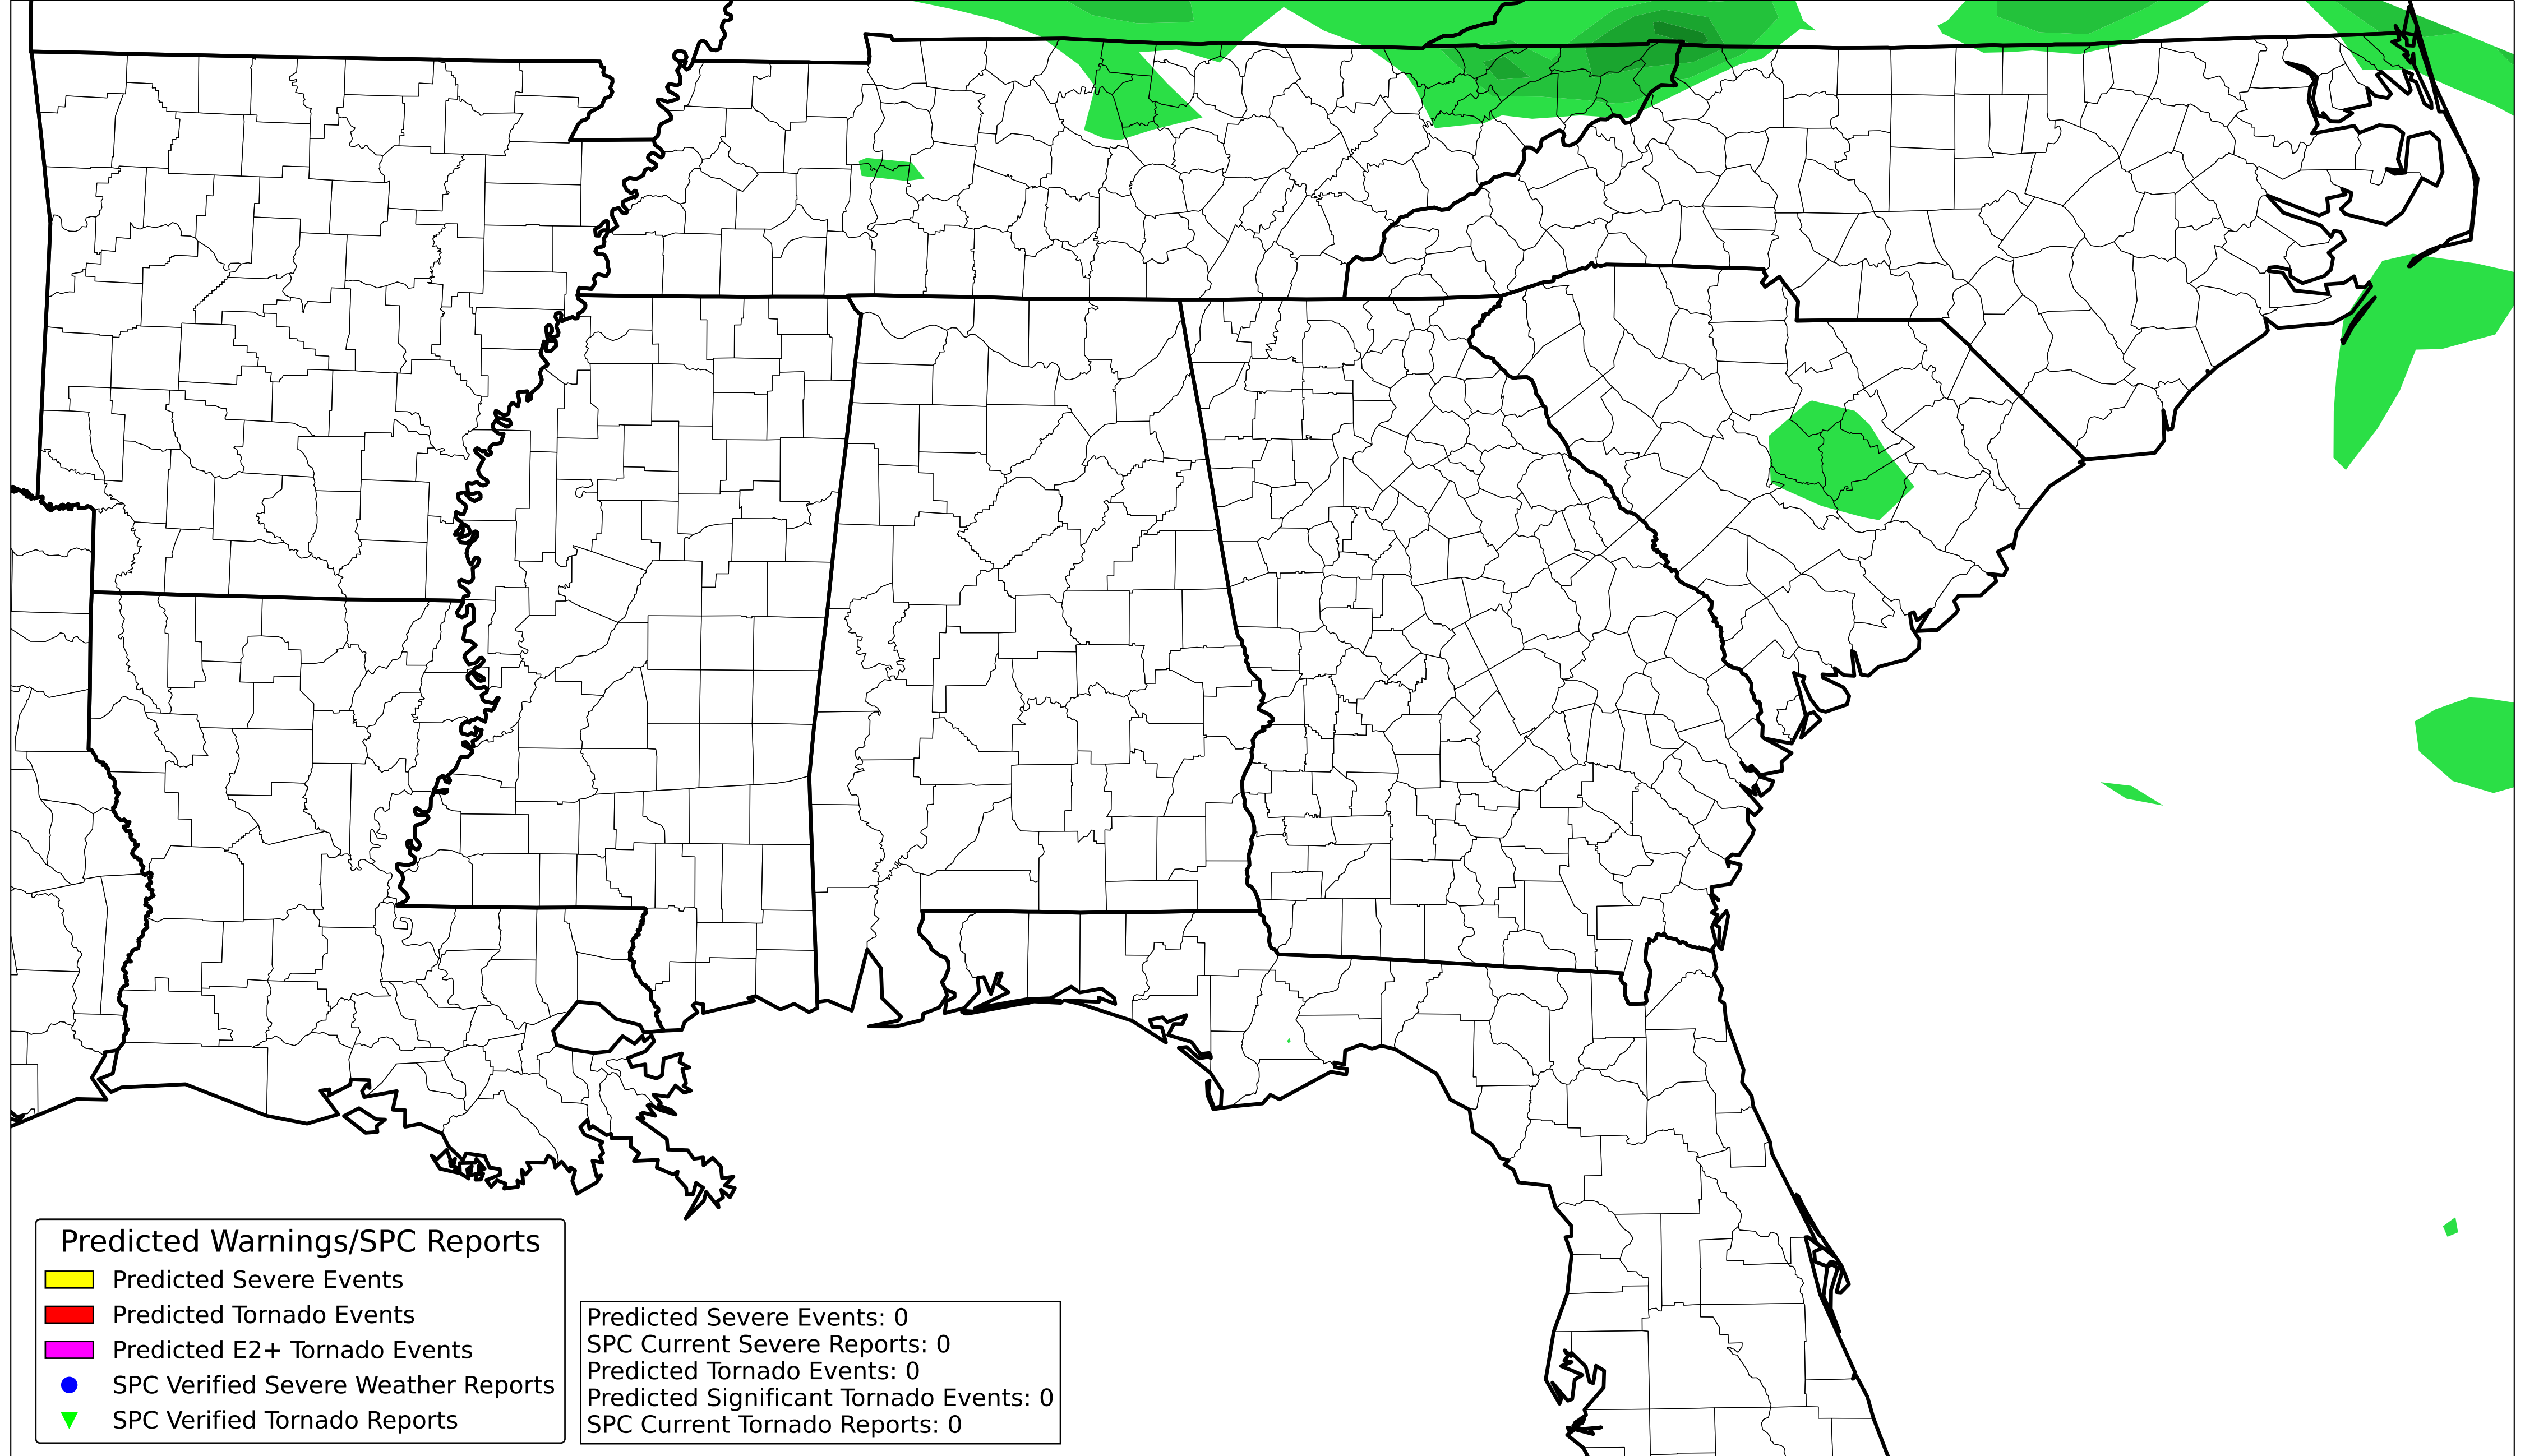 Predicted Warnings/SPC Reports
Predicted Severe Events
Predicted Tornado Events
Predicted E2+ Tornado Events
SPC Verified Severe Weather Reports
SPC Verified Tornado Reports
Predicted Severe Events: 0
SPC Current Severe Reports: 0
Predicted Tornado Events: 0
Predicted Significant Tornado Events: 0
SPC Current Tornado Reports: 0